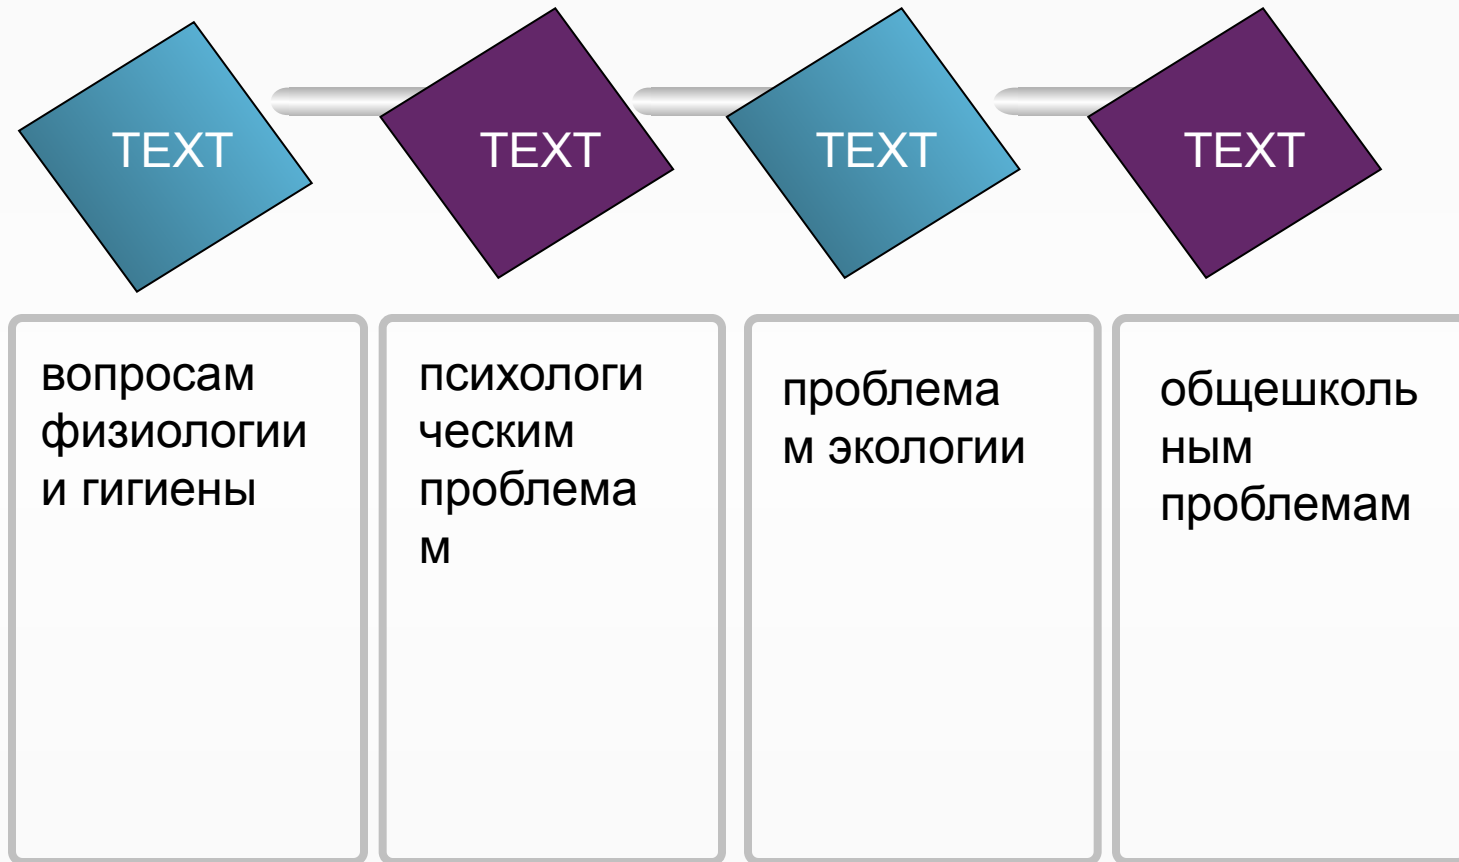 TEXT
TEXT
TEXT
TEXT
вопросам
физиологии
и гигиены
психологи
ческим
проблема
м
проблема
м экологии
общешколь
ным
проблемам